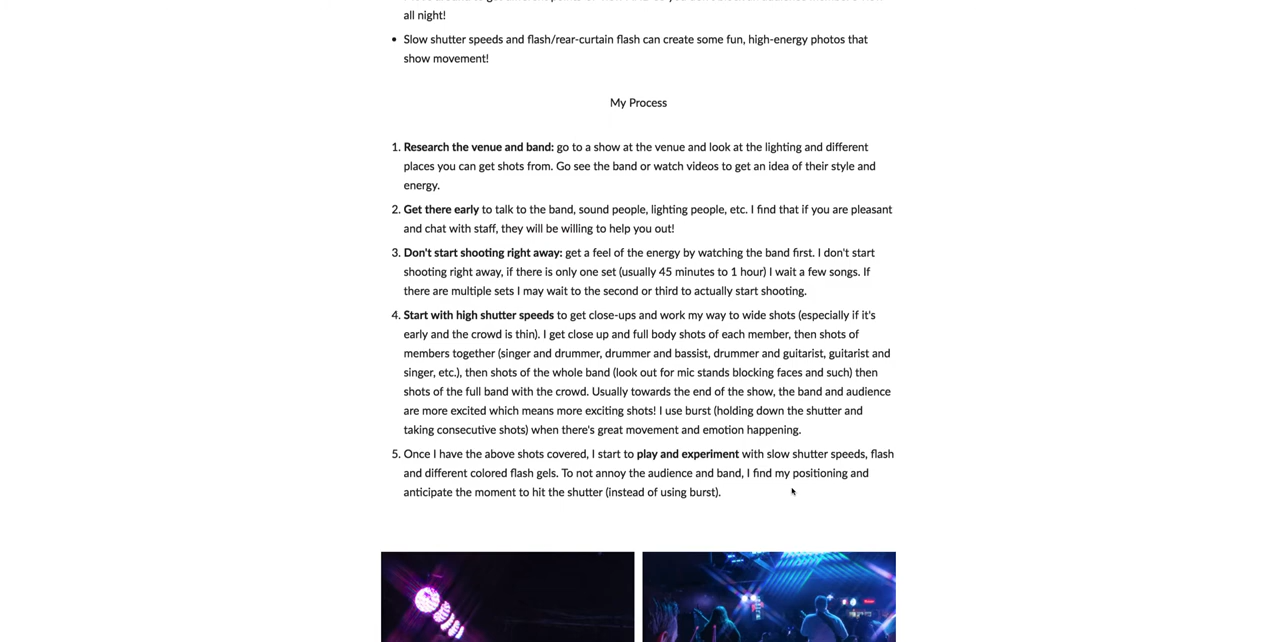 all night!
• Slow shutter speeds and flash/rear-curtain flash can create some fun, high-energy photos that
show movement!
My Process
1. Research the venue and band: go to a show at the venue and look at the lighting and different
places you can get shots from. Go see the band or watch videos to get an idea of their style and
energy.
2. Get there early to talk to the band, sound people, lighting people, etc. I find that if you are pleasant
and chat with staff, they will be willing to help you out!
3. Don't start shooting right away: get a feel of the energy by watching the band first. I don't start
shooting right away, if there is only one set (usually 45 minutes to 1 hour) I wait a few songs. If
there are multiple sets I may wait to the second or third to actually start shooting.
4. Start with high shutter speeds to get close-ups and work my way to wide shots (especially if it's
early and the crowd is thin). I get close up and full body shots of each member, then shots of
members together (singer and drummer, drummer and bassist, drummer and guitarist, guitarist and
singer, etc.), then shots of the whole band (look out for mic stands blocking faces and such) then
shots of the full band with the crowd. Usually towards the end of the show, the band and audience
are more excited which means more exciting shots! I use burst (holding down the shutter and
taking consecutive shots) when there's great movement and emotion happening.
5. Once I have the above shots covered, I start to play and experiment with slow shutter speeds, flash
and different colored flash gels. To not annoy the audience and band, I find my positioning and
anticipate the moment to hit the shutter (instead of using burst).